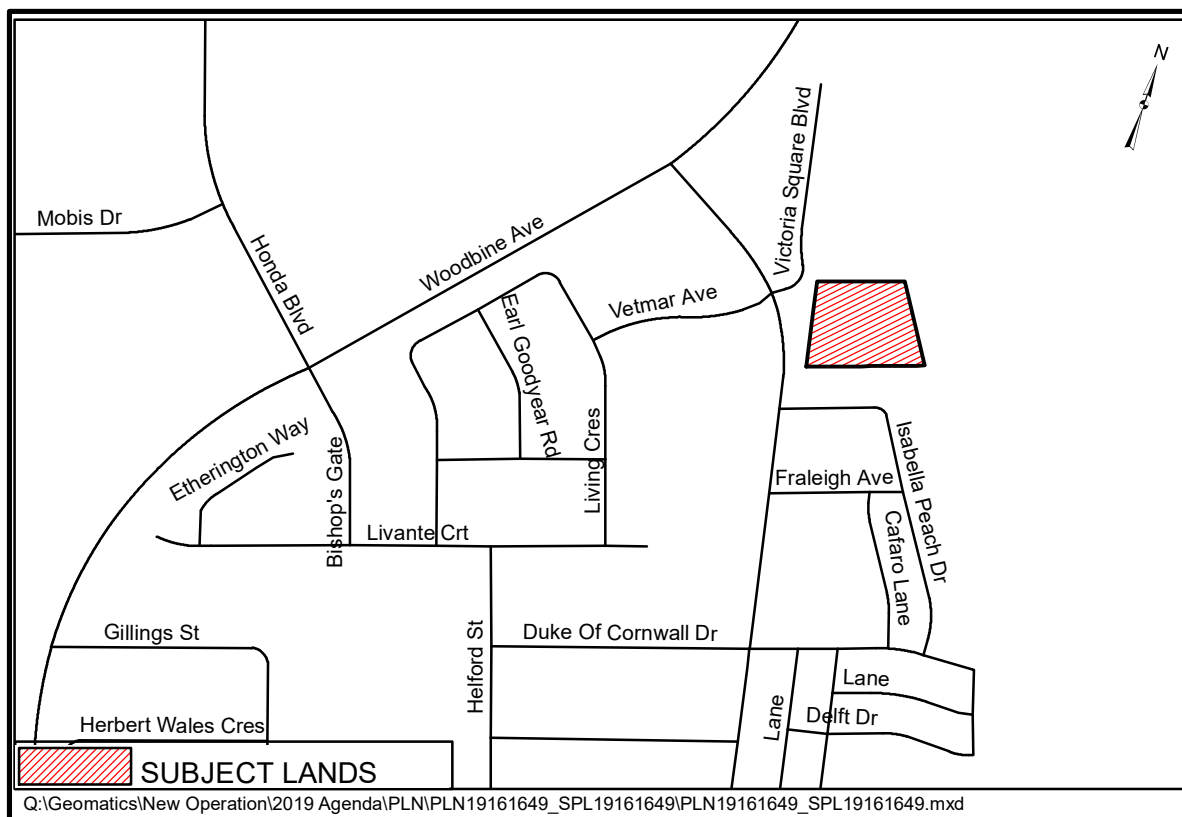 N
Victoria Square Blvd
Mobis Dr
Honda Blvd
Woodbine Ave
Vetmar Ave
Earl Goodyear Rd
Living Cres
Etherington Way
Bishop's Gate
Livante Crt
Fraleigh Ave
Isabella Peach Dr
Cafaro Lane
Gillings St
Helford St
Duke Of Cornwall Dr
Lane
Lane
Delft Dr
Herbert Wales Cres
SUBJECT LANDS
Q:\Geomatics\New Operation\2019 Agenda\PLN\PLN19161649_SPL19161649\PLN19161649_SPL19161649.mxd